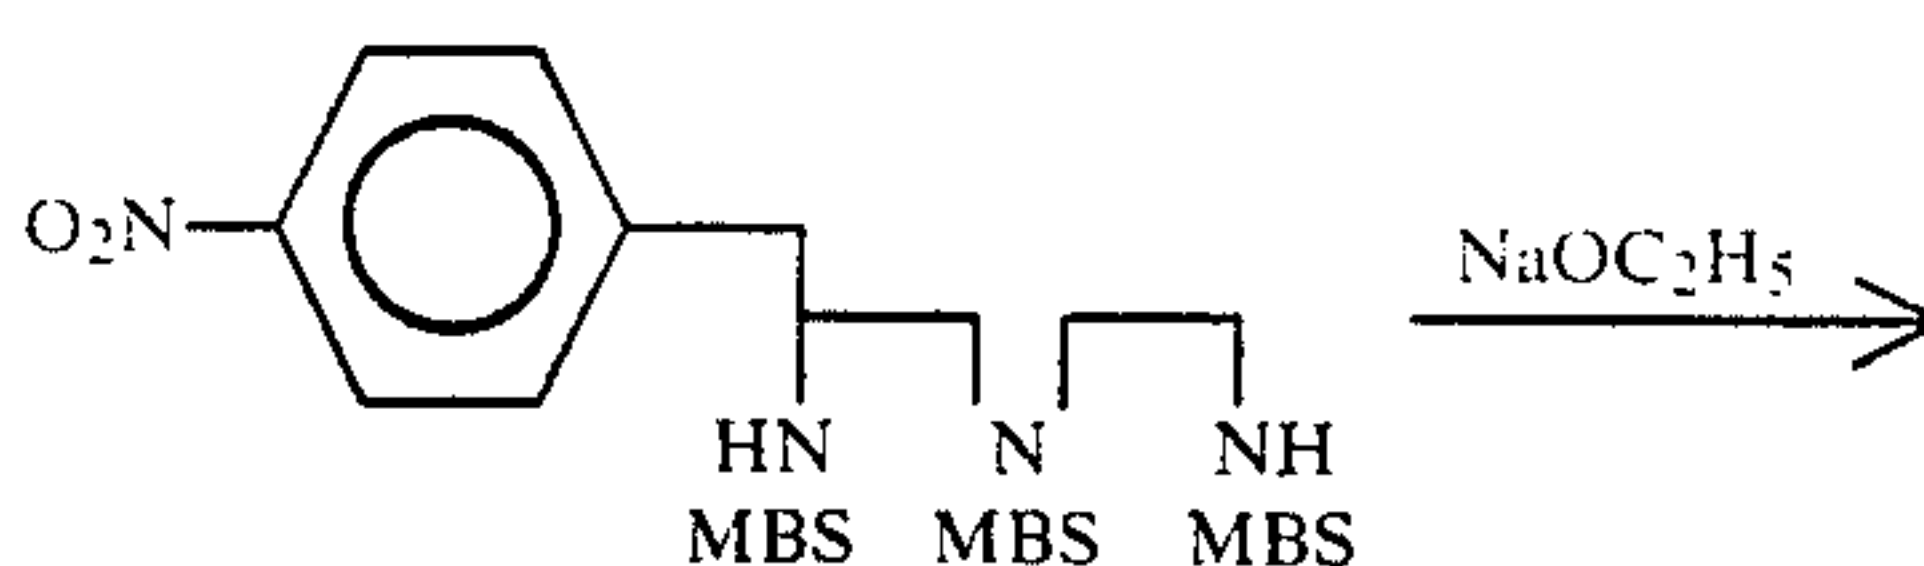 O₂N
NaOC₂H₅
HN N NH
MBS MBS MBS